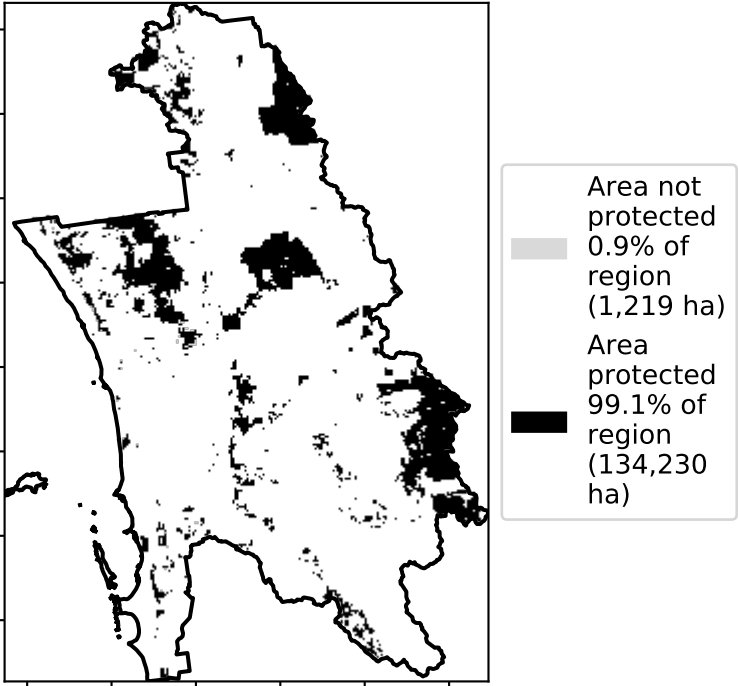 Area not
protected
0.9% of
region
(1,219 ha)
Area
protected
99.1% of
region
(134,230
ha)